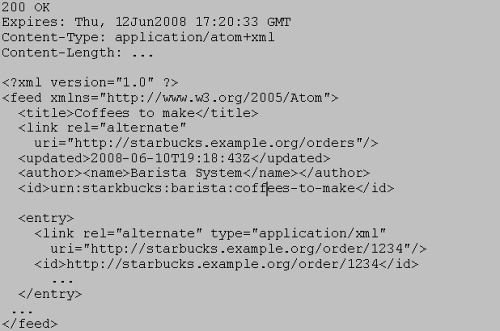 200 OK
Expires: Thu, 12Jun2008 17:20:33 GMT
Content-Type: application/atom+xml
Content-Length: ...
<?xml version="1.0" ?>
<feed xmlns="http://www.w3.org/2005/Atom">
<title>Coffees to make</title>
<link rel="alternate"
uri="http://starbucks.example.org/orders"/>
<updated>2008-06-10T19:18:43Z</updated>
<author><name>Barista System</name></author>
<id>urn:starkbucks:barista:coffees-to-make</id>
<entry>
<link rel="alternate" type="application/xml"
uri="http://starbucks.example.org/order/1234"/>
<id>http://starbucks.example.org/order/1234</id>
...
</entry>
...
</feed>